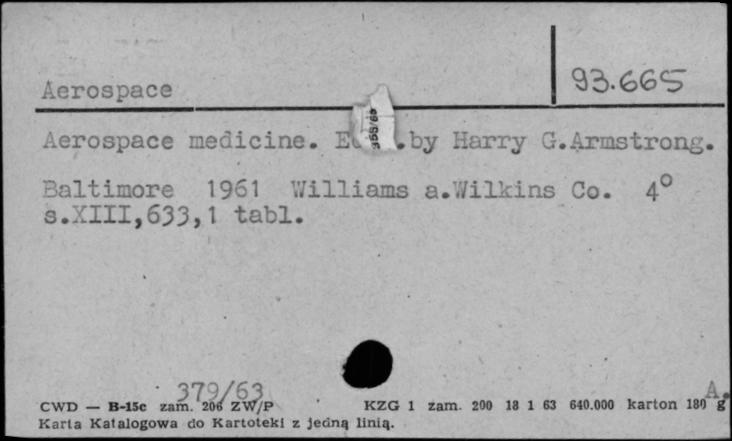 Aerospace
93.665
Aerospace medicine. by Harry G.Armstrong.
Baltimore 1961 Williams a.Wilkins Co. 4°
s.XIII,633,1 tabl.
379/63
A.
CWD — B-15c zam. 206 ZW/P KZG 1 zam. 200 18 1 63 640.000 karton 180 g
Karta Katalogowa do Kartoteki z jedną linią.